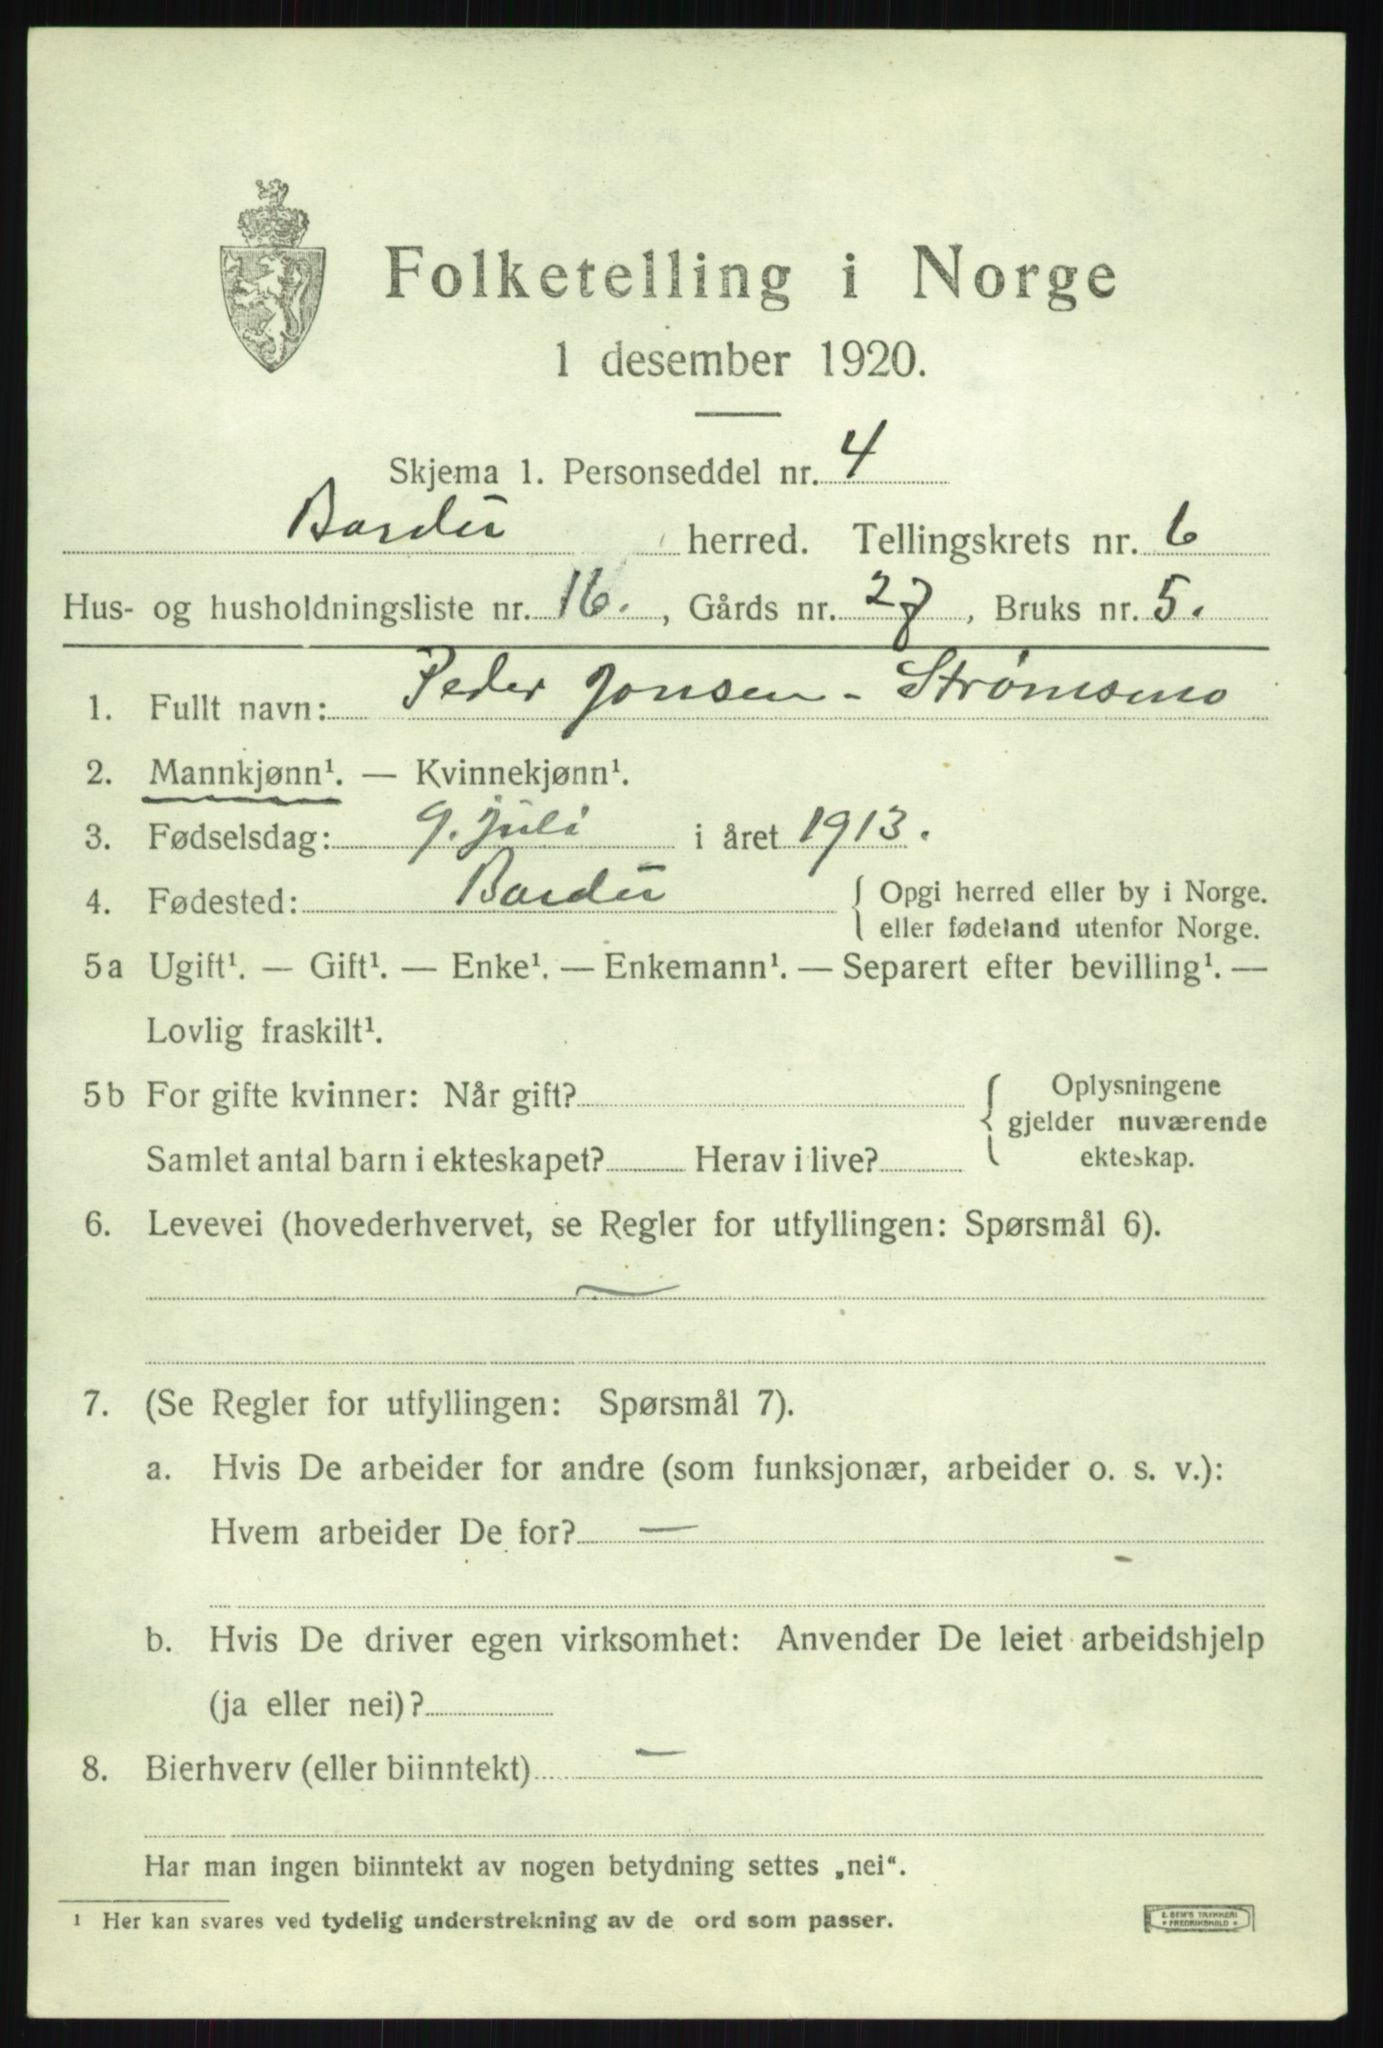 Folketelling i Norge
1 desember 1920.
Skjema 1. Personseddel nr. 4
Bardu herred. Tellingskrets nr. 6
Hus- og husholdningsliste nr. 16. , Gårds nr. 27 , Bruks nr. 5.
1. Fullt navn: Peder Jonsen - Strømsmo
2. Mannkjønn¹. — Kvinnekjønn¹.
3. Fødselsdag: 9. juli i året 1913.
4. Fødested: Bardu { Opgi herred eller by i Norge.
eller fødeland utenfor Norge.
5a Ugift¹. — Gift¹. — Enke¹. — Enkemann¹. — Separert efter bevilling¹. —
Lovlig fraskilt¹.
5b For gifte kvinner: Når gift?
Samlet antal barn i ekteskapet? Herav i live?
{ Oplysningene
gjelder nuværende
ekteskap.
6. Levevei (hovederhvervet, se Regler for utfyllingen: Spørsmål 6).
—
7. (Se Regler for utfyllingen: Spørsmål 7).
a. Hvis De arbeider for andre (som funksjonær, arbeider o. s. v.):
Hvem arbeider De for? —
b. Hvis De driver egen virksomhet: Anvender De leiet arbeidshjelp
(ja eller nei)?
8. Bierhverv (eller biinntekt) —
Har man ingen biinntekt av nogen betydning settes „nei“.
¹ Her kan svares ved tydelig understrekning av de ord som passer.
E. SEM'S TRYKKERI
• FREDRIKSHALD •